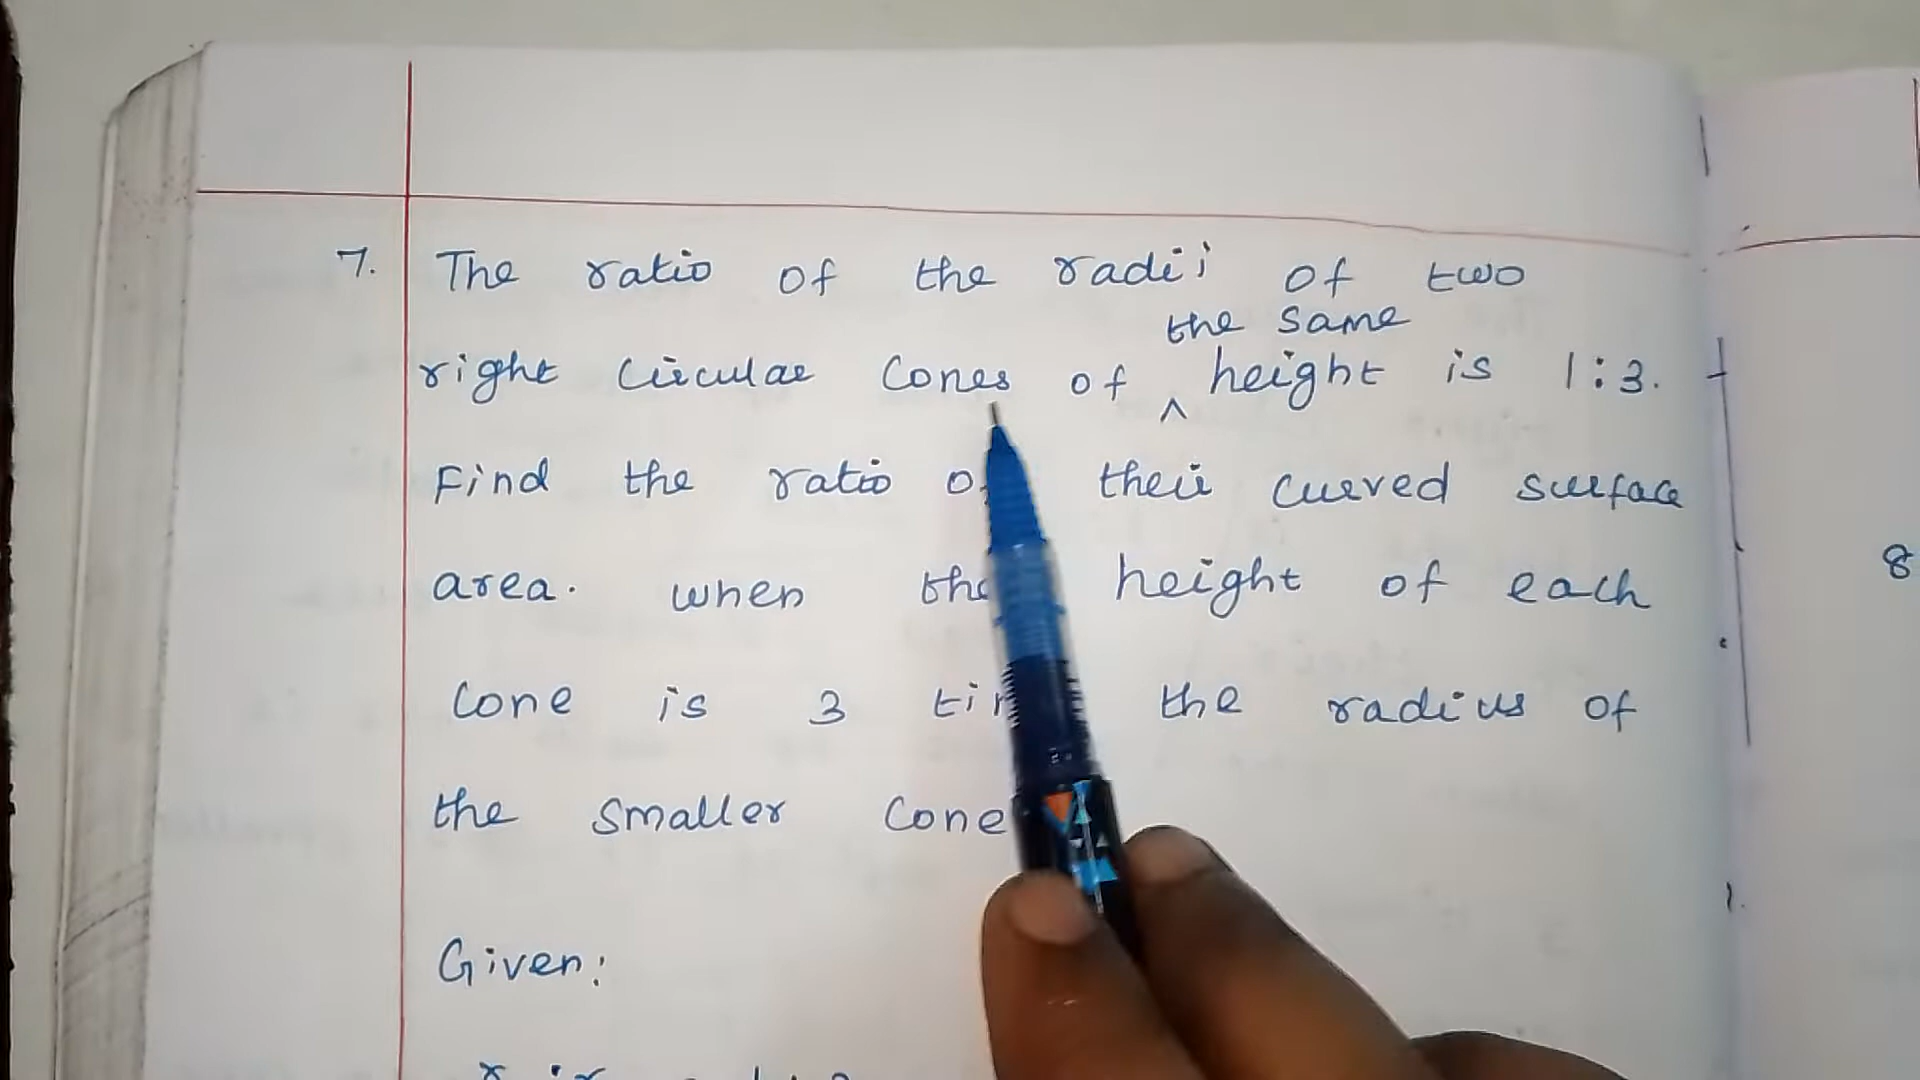 7. The ratio of the radii of two
the same
right circular cones of ^ height is 1:3.
Find the ratio their curved surface
area. when the height of each
cone is 3 the radius of
the smaller cone
Given:
8